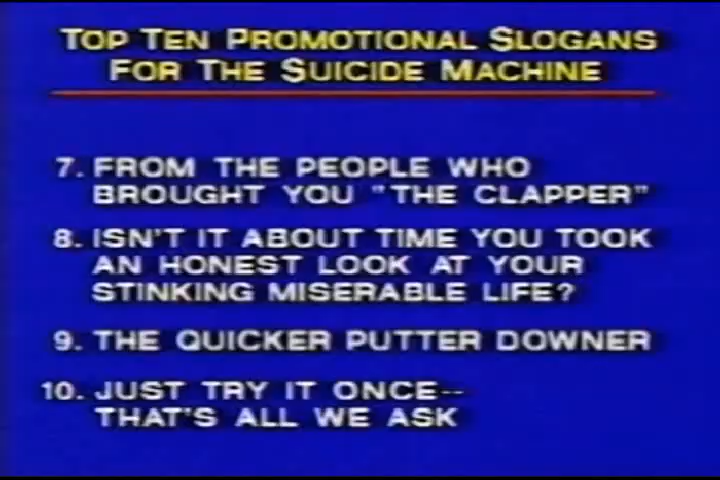 TOP TEN PROMOTIONAL SLOGANS
FOR THE SUICIDE MACHINE
7. FROM THE PEOPLE WHO
BROUGHT YOU "THE CLAPPER"
8. ISN'T IT ABOUT TIME YOU TOOK
AN HONEST LOOK AT YOUR
STINKING MISERABLE LIFE?
9. THE QUICKER PUTTER DOWNER
10. JUST TRY IT ONCE--
THAT'S ALL WE ASK